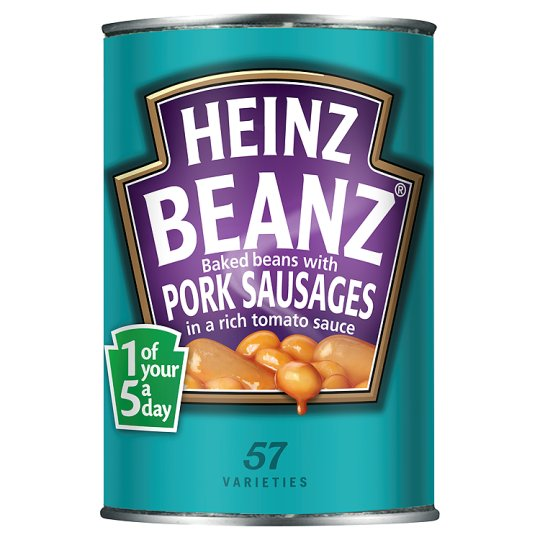 HEINZ
BEANZ®
Baked beans with
PORK SAUSAGES
in a rich tomato sauce
1 of
your
5 a
day
57
VARIETIES